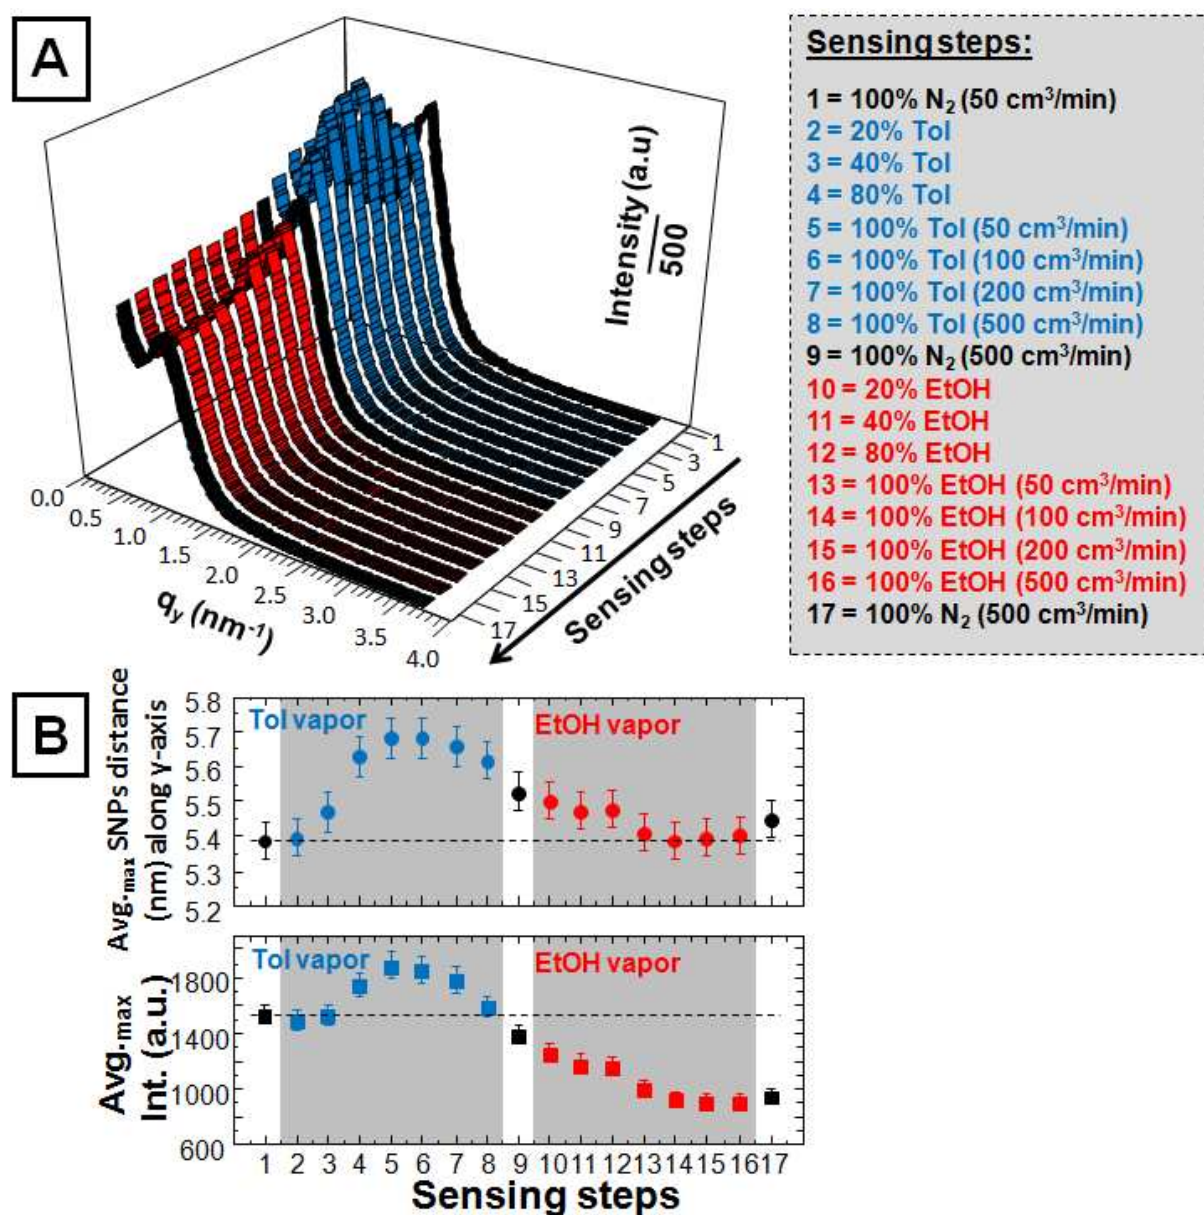 A
Intensity (a.u)
500
0.0
0.5
1.0
1.5
2.0
2.5
3.0
3.5
4.0
qy (nm-1)
1
3
5
7
9
11
13
15
17
Sensing steps
Sensing steps:
1 = 100% N2 (50 cm3/min)
2 = 20% Tol
3 = 40% Tol
4 = 80% Tol
5 = 100% Tol (50 cm3/min)
6 = 100% Tol (100 cm3/min)
7 = 100% Tol (200 cm3/min)
8 = 100% Tol (500 cm3/min)
9 = 100% N2 (500 cm3/min)
10 = 20% EtOH
11 = 40% EtOH
12 = 80% EtOH
13 = 100% EtOH (50 cm3/min)
14 = 100% EtOH (100 cm3/min)
15 = 100% EtOH (200 cm3/min)
16 = 100% EtOH (500 cm3/min)
17 = 100% N2 (500 cm3/min)
B
Avg.max SNPs distance
(nm) along y-axis
5.8
5.7
5.6
5.5
5.4
5.3
5.2
Tol vapor
EtOH vapor
Avg.max
Int. (a.u.)
1800
1400
1000
600
Tol vapor
EtOH vapor
1 2 3 4 5 6 7 8 9 10 11 12 13 14 15 16 17
Sensing steps